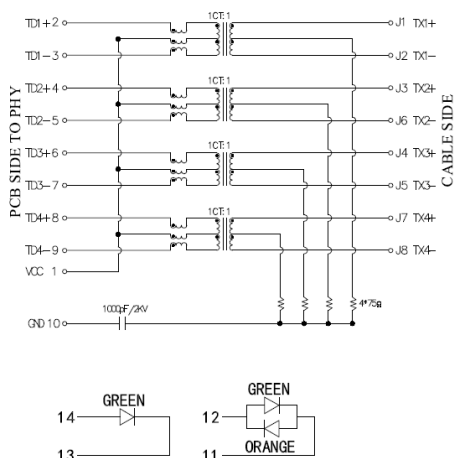 1CT:1
TD1+2 J1 TX1+
TD1-3 J2 TX1-
1CT:1
TD2+4 J3 TX2+
TD2-5 J6 TX2-
1CT:1
TD3+6 J4 TX3+
TD3-7 J5 TX3-
1CT:1
TD4+8 J7 TX4+
TD4-9 J8 TX4-
VCC 1
PCB SIDE TO PHY
CABLE SIDE
1000pF/2KV
4*75Ω
GND 10
GREEN
14
13
GREEN
12
ORANGE
11